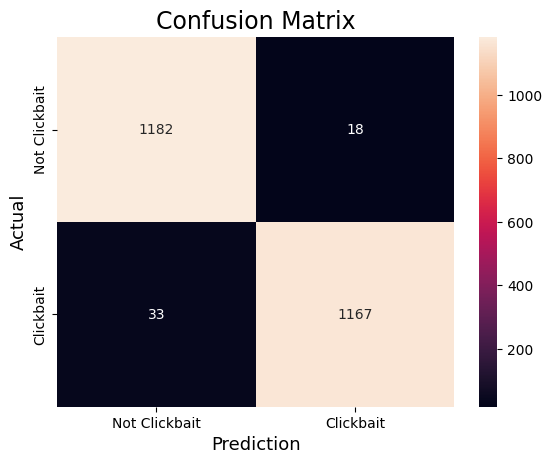 Confusion Matrix
Actual
Not Clickbait
Clickbait
1182 18
33 1167
Not Clickbait Clickbait
Prediction
1000
800
600
400
200